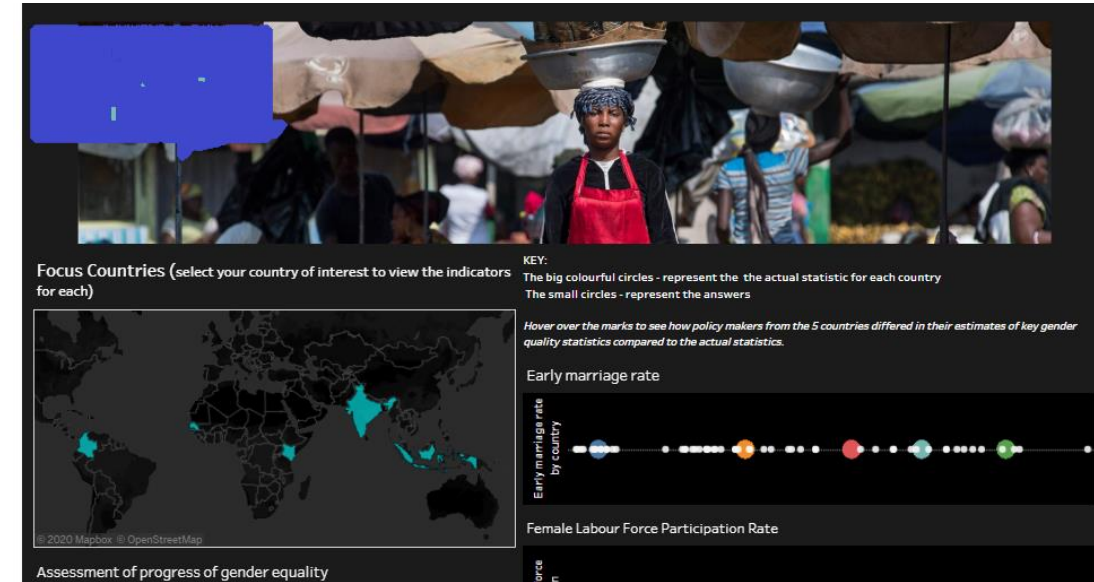 Focus Countries (select your country of interest to view the indicators
for each)
© 2020 Mapbox © OpenStreetMap
Assessment of progress of gender equality
KEY:
The big colourful circles - represent the the actual statistic for each country
The small circles - represent the answers
Hover over the marks to see how policy makers from the 5 countries differed in their estimates of key gender
quality statistics compared to the actual statistics.
Early marriage rate
Early marriage rate
by country
Female Labour Force Participation Rate